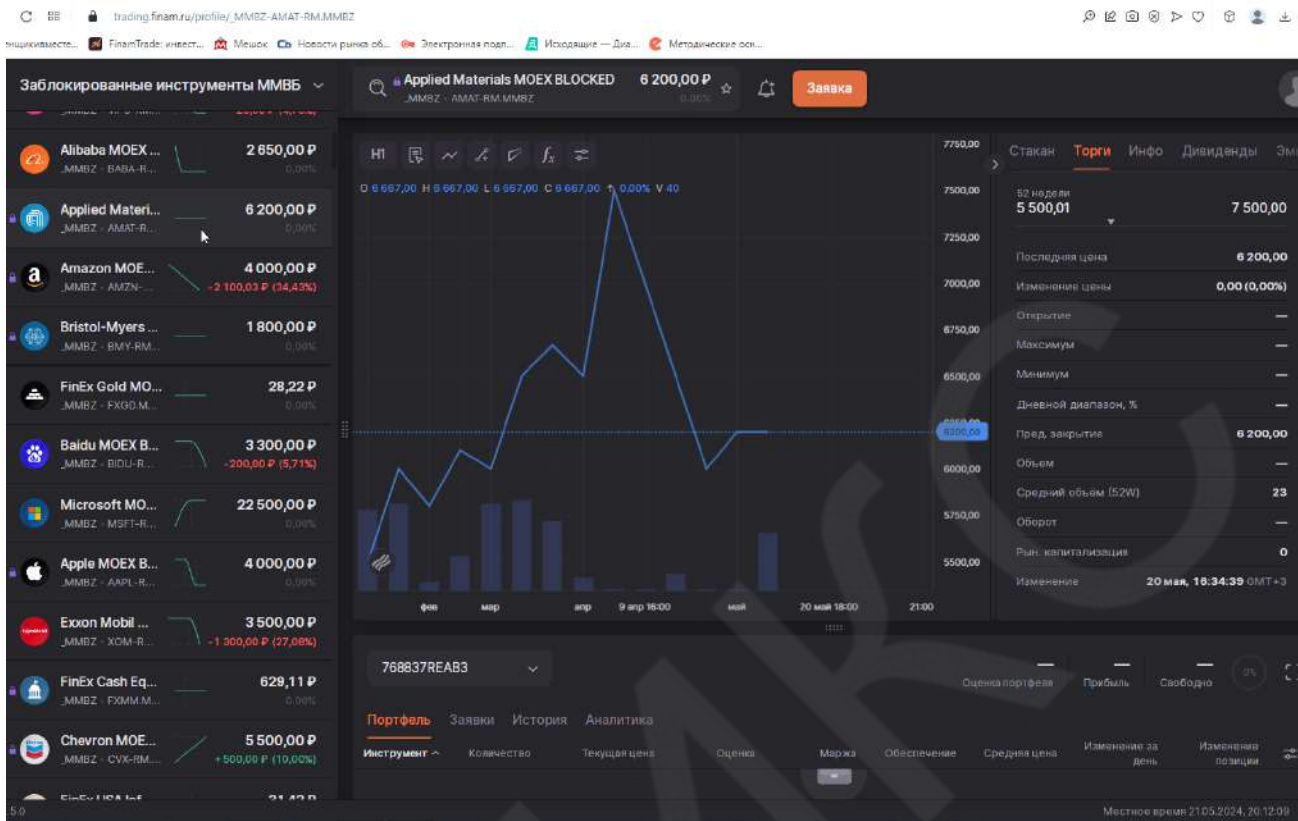 trading.finam.ru/profile/_MMBZ-AMAT-RM.MMBZ
FinamTrade: инвест... Мешок Новости рынка об... Электронная подп... Исходящие — Диа... Методические осн...
Заблокированные инструменты ММВБ
Applied Materials MOEX BLOCKED 6 200,00 ₽
_MMBZ · AMAT-RM.MMBZ 0,00%
Заявка
Alibaba MOEX ... 2 650,00 ₽
_MMBZ · BABA-R... 0,00%
Applied Materi... 6 200,00 ₽
_MMBZ · AMAT-R... 0,00%
Amazon MOE... 4 000,00 ₽
_MMBZ · AMZN-... -2 100,03 ₽ (34,43%)
Bristol-Myers ... 1 800,00 ₽
_MMBZ · BMY-RM... 0,00%
FinEx Gold MO... 28,22 ₽
_MMBZ · FXGD.M... 0,00%
Baidu MOEX B... 3 300,00 ₽
_MMBZ · BIDU-R... -200,00 ₽ (5,71%)
Microsoft MO... 22 500,00 ₽
_MMBZ · MSFT-R... 0,00%
Apple MOEX B... 4 000,00 ₽
_MMBZ · AAPL-R... 0,00%
Exxon Mobil ... 3 500,00 ₽
_MMBZ · XOM-R... -1 300,00 ₽ (27,08%)
FinEx Cash Eq... 629,11 ₽
_MMBZ · FXMM.M... 0,00%
Chevron MOE... 5 500,00 ₽
_MMBZ · CVX-RM.... +500,00 ₽ (10,00%)
H1
O 6 667,00 H 6 667,00 L 6 667,00 C 6 667,00 0,00% V 40
7750,00
7500,00
7250,00
7000,00
6750,00
6500,00
6200,00
6000,00
5750,00
5500,00
фев мар апр 9 апр 16:00 май 20 май 18:00 21:00
Стакан Торги Инфо Дивиденды
52 недели
5 500,01 7 500,00
Последняя цена 6 200,00
Изменение цены 0,00 (0,00%)
Открытие —
Максимум —
Минимум —
Дневной диапазон, % —
Пред. закрытие 6 200,00
Объем —
Средний объём (52W) 23
Оборот —
Рын. капитализация 0
Изменение 20 мая, 16:34:39 GMT+3
768837REAB3
— — — 0%
Оценка портфеля Прибыль Свободно
Портфель Заявки История Аналитика
Инструмент Количество Текущая цена Оценка Маржа Обеспечение Средняя цена Изменение за день Изменение позиции
Местное время 21.05.2024, 20:12:09
МКС